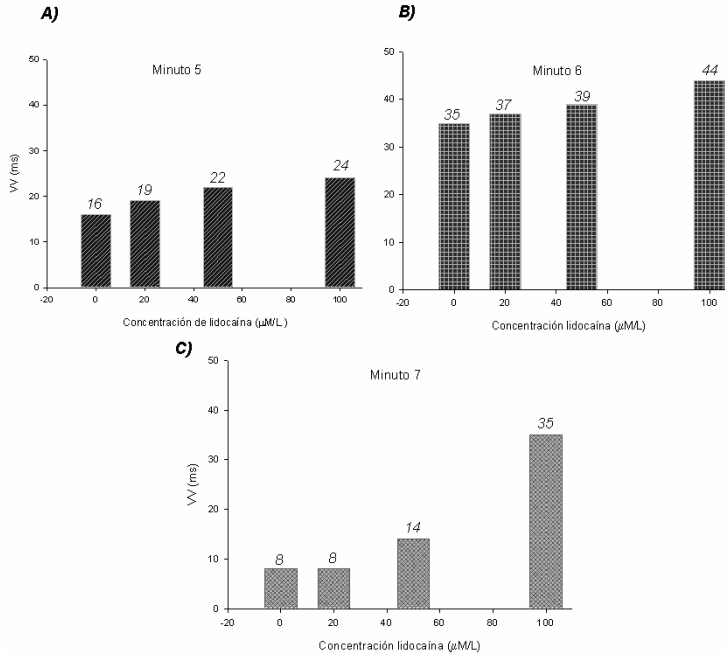 A)
Minuto 5
50
40
30
20
10
0
VV (ms)
16
19
22
24
-20 0 20 40 60 80 100
Concentración de lidocaína (µM/L )
B)
Minuto 6
50
40
30
20
10
0
35
37
39
44
-20 0 20 40 60 80 100
Concentración lidocaína (µM/L)
C)
Minuto 7
50
40
30
20
10
0
VV (ms)
8
8
14
35
-20 0 20 40 60 80 100
Concentración lidocaína (µM/L)